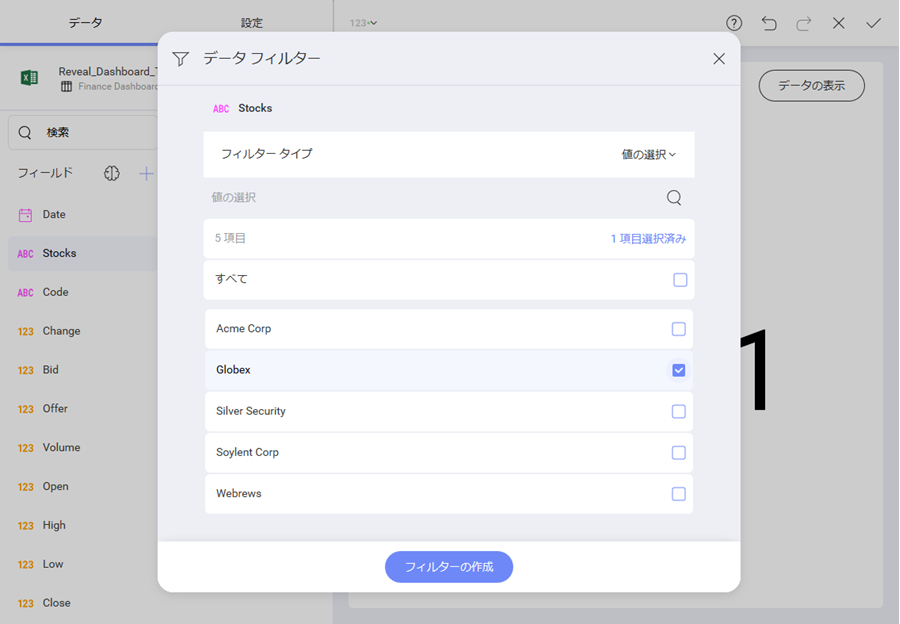 データ
設定
123
Reveal_Dashboard_T
Finance Dashboard
データの表示
検索
フィールド
Date
ABC Stocks
ABC Code
123 Change
123 Bid
123 Offer
123 Volume
123 Open
123 High
123 Low
123 Close
データ フィルター
ABC Stocks
フィルター タイプ
値の選択
値の選択
5 項目
1 項目選択済み
すべて
Acme Corp
Globex
Silver Security
Soylent Corp
Webrews
フィルターの作成
1